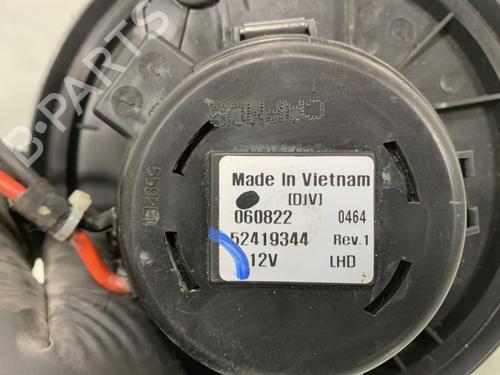 B-PARTS
Made In Vietnam
[DJV]
060822 0464
52419344 Rev.1
12V LHD